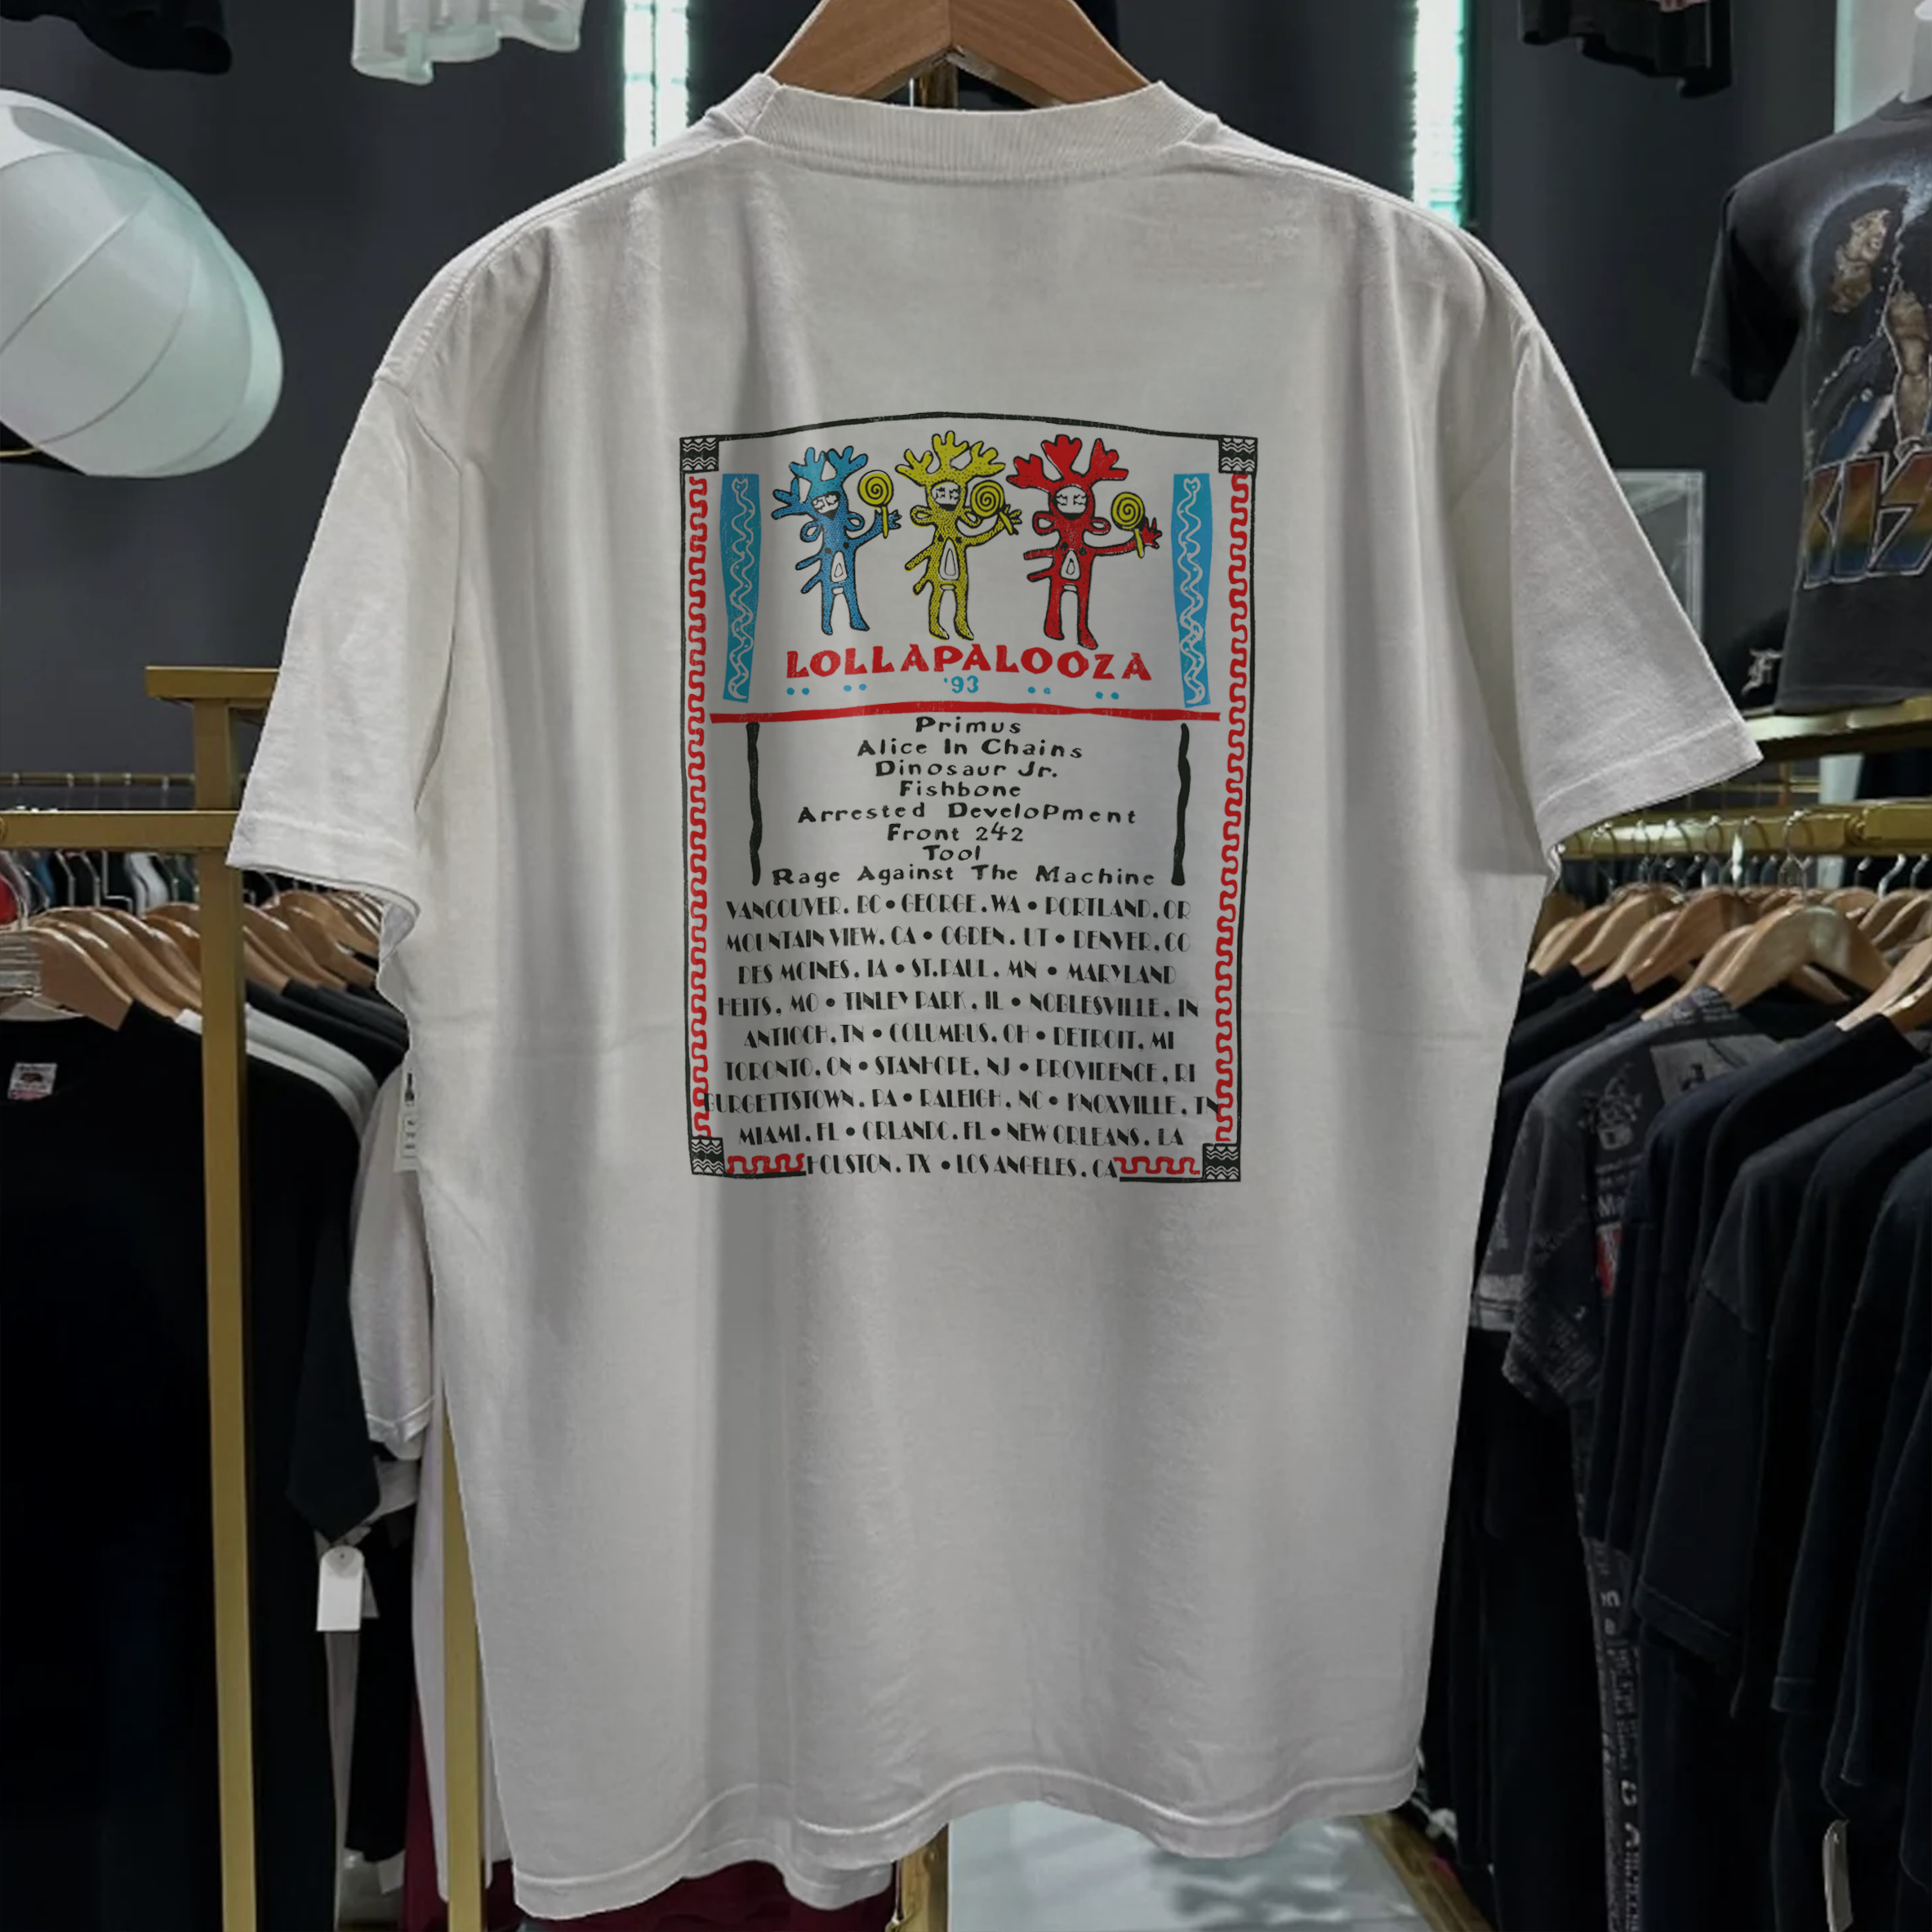 LOLLAPALOOZA
'93
Primus
Alice In Chains
Dinosaur Jr.
Fishbone
Arrested DeveloPment
Front 242
Tool
Rage Against The Machine
VANCOUVER. BC • GEORGE. WA • PORTLAND. OR
MOUNTAIN VIEW. CA • OGDEN. UT • DENVER. CO
DES MOINES. IA • ST. PAUL. MN • MARYLAND
HEITS. MO • TINLEY PARK. IL • NOBLESVILLE. IN
ANTIOCH. TN • COLUMBUS. OH • DETROIT. MI
TORONTO. ON • STANHOPE. NJ • PROVIDENCE. RI
BURGETTSTOWN. PA • RALEIGH. NC • KNOXVILLE. TN
MIAMI. FL • ORLANDO. FL • NEW ORLEANS. LA
HOUSTON. TX • LOS ANGELES. CA
KISS